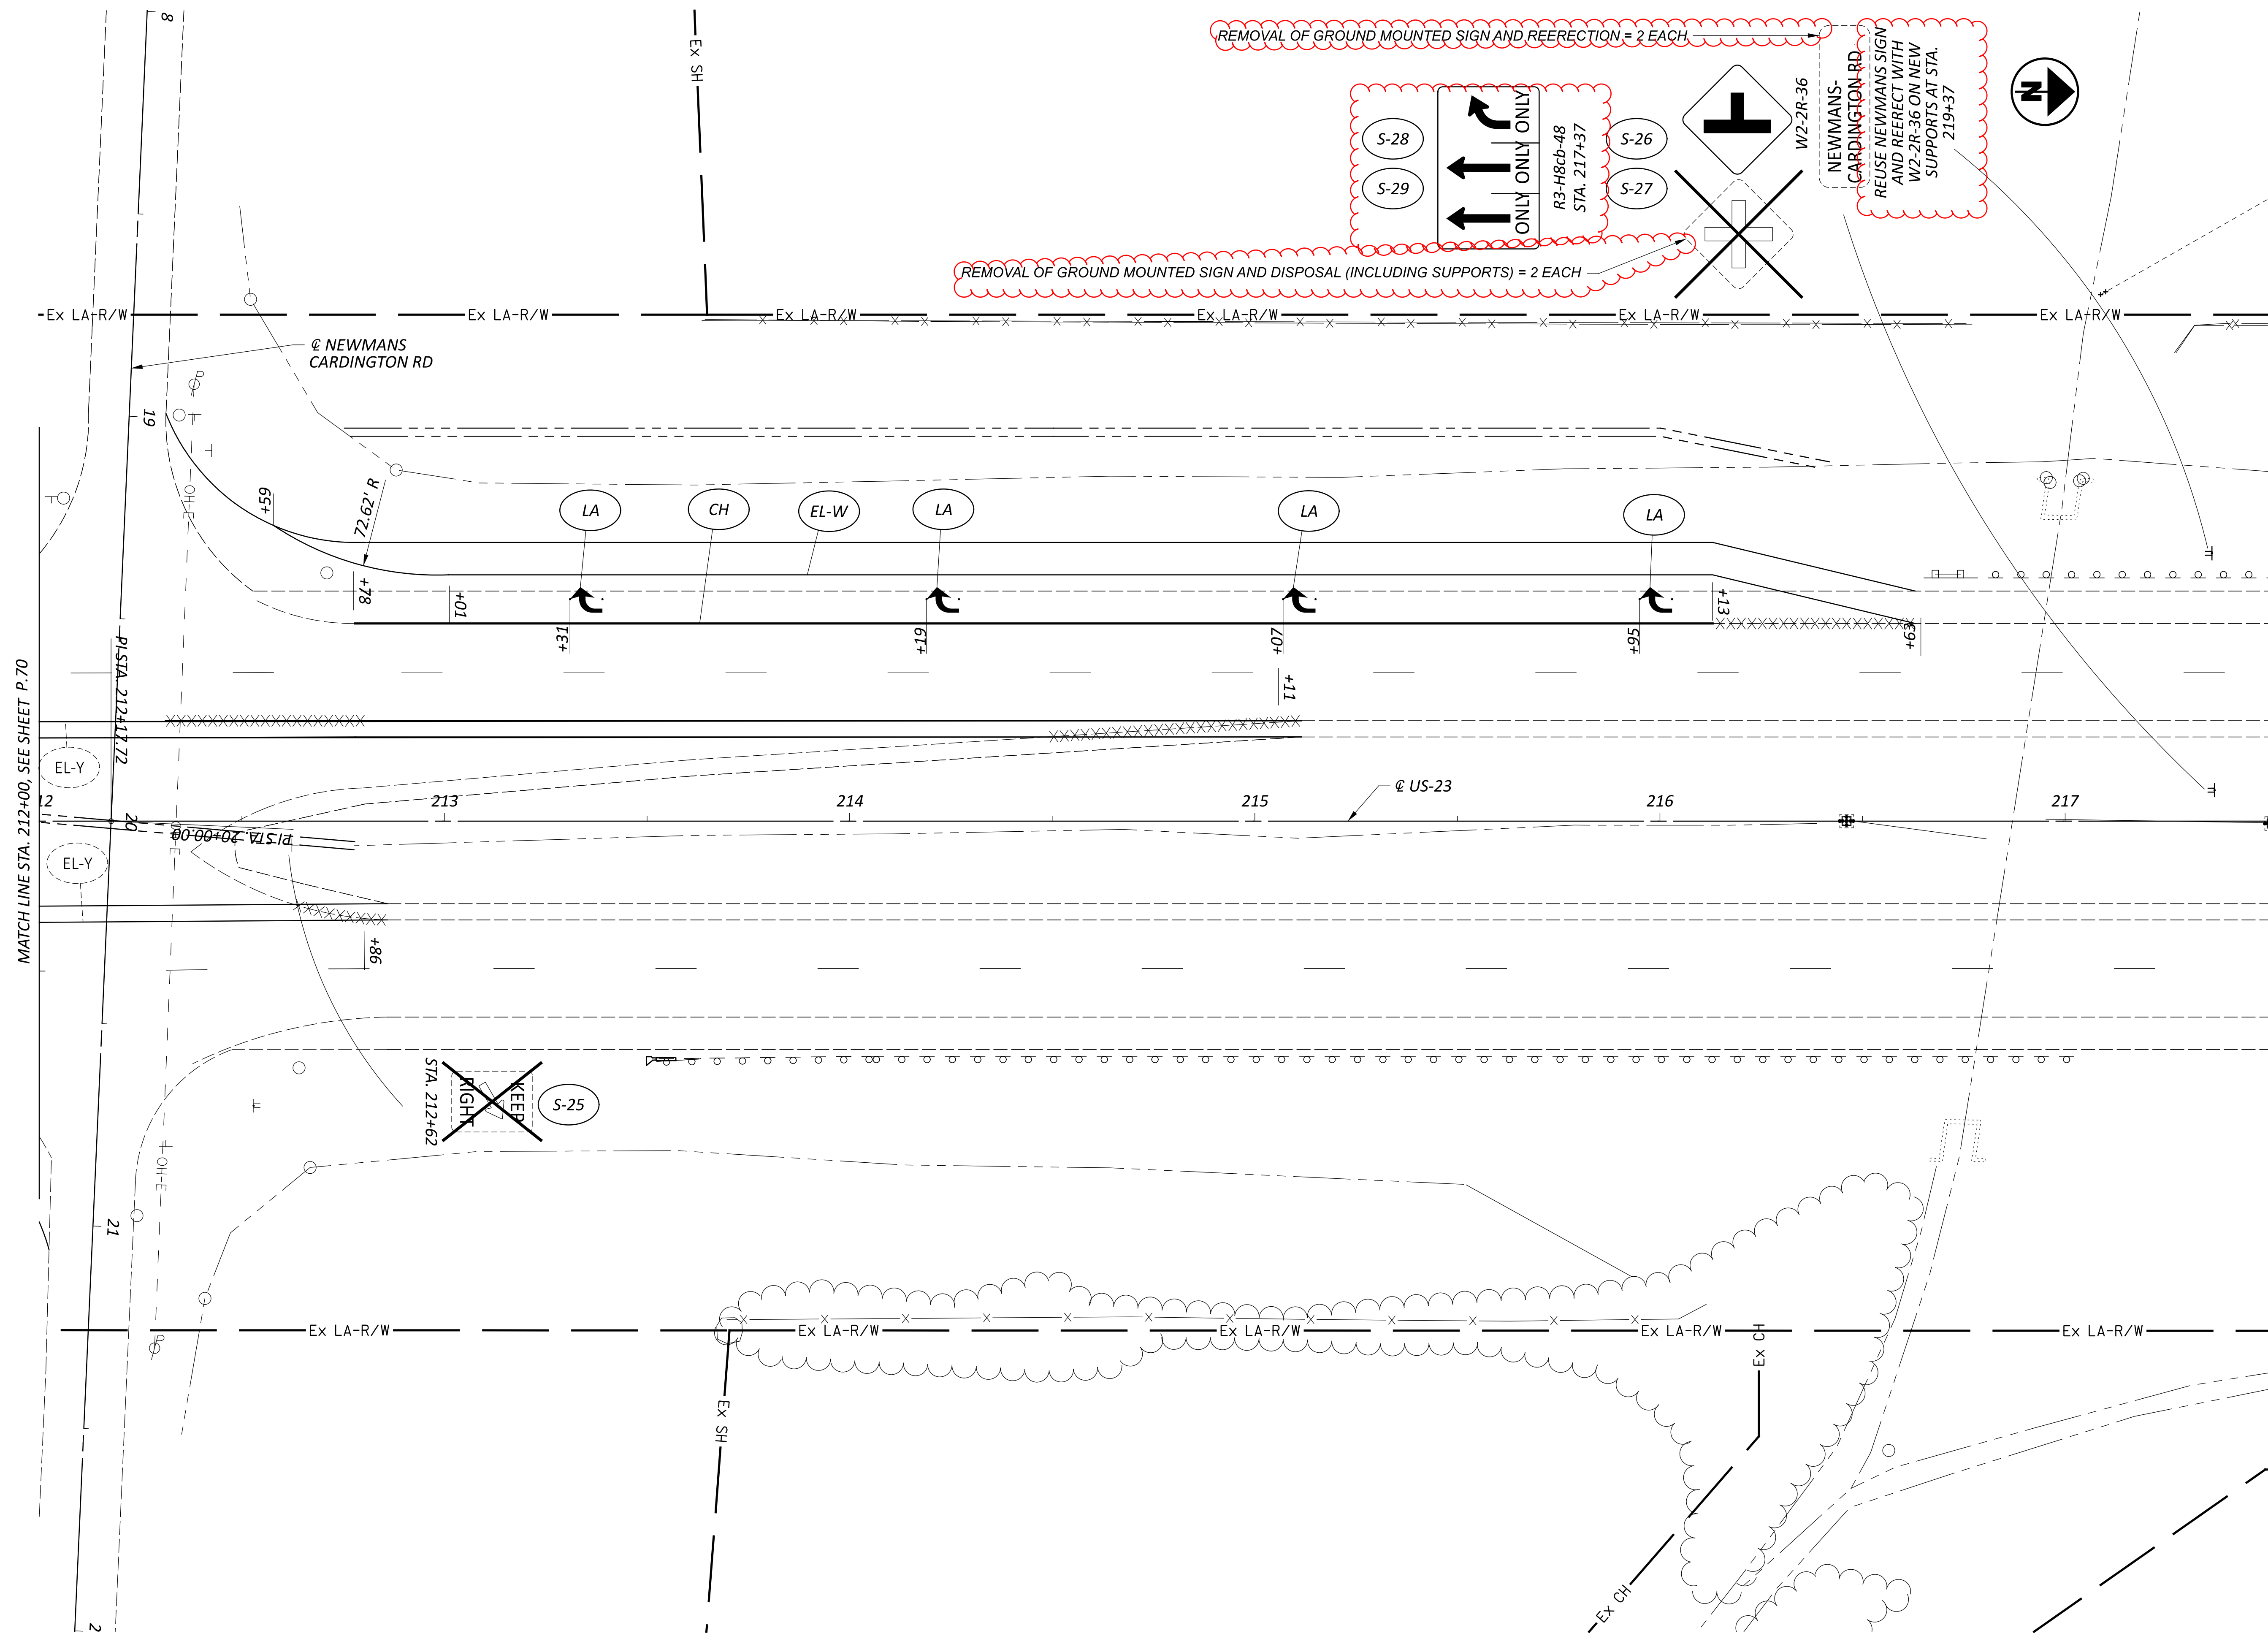 8
Ex SH
REMOVAL OF GROUND MOUNTED SIGN AND REERECTION = 2 EACH
N
S-28
S-29
ONLY ONLY ONLY
R3-H8cb-48
STA. 217+37
S-26
S-27
W2-2R-36
NEWMANS-
CARDINGTON RD
REUSE NEWMANS SIGN
AND REERECT WITH
W2-2R-36 ON NEW
SUPPORTS AT STA.
219+37
REMOVAL OF GROUND MOUNTED SIGN AND DISPOSAL (INCLUDING SUPPORTS) = 2 EACH
Ex LA-R/W
Ex LA-R/W
Ex LA-R/W
Ex LA-R/W
Ex LA-R/W
Ex LA-R/W
℄ NEWMANS
CARDINGTON RD
19
OH-E
+59
72.62' R
LA
CH
EL-W
LA
LA
LA
+78
+01
+31
+19
+07
+95
+13
+63
+11
MATCH LINE STA. 212+00, SEE SHEET P.70
PI STA. 212+17.72
EL-Y
EL-Y
12
20
PI STA. 20+00.00
213
214
215
216
217
℄ US-23
+86
STA. 212+62
KEEP
RIGHT
S-25
OH-E
21
Ex LA-R/W
Ex LA-R/W
Ex LA-R/W
Ex LA-R/W
Ex LA-R/W
Ex SH
Ex CH
Ex CH
2